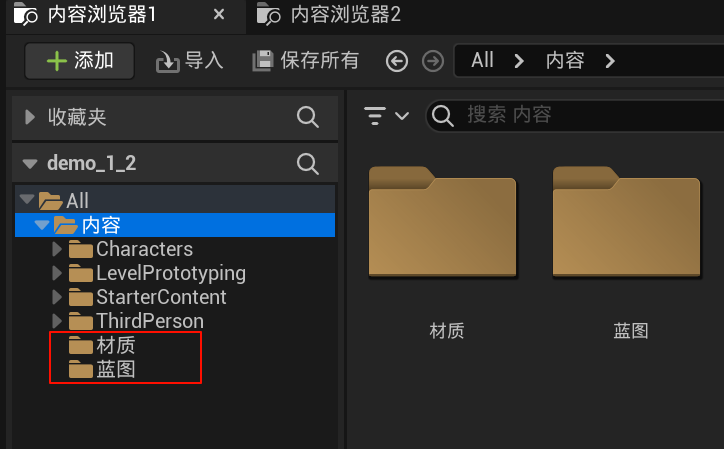 内容浏览器1 × 内容浏览器2
添加 导入 保存所有 All 内容
收藏夹
搜索 内容
demo_1_2
All
内容
Characters
LevelPrototyping
StarterContent
ThirdPerson
材质
蓝图
材质 蓝图